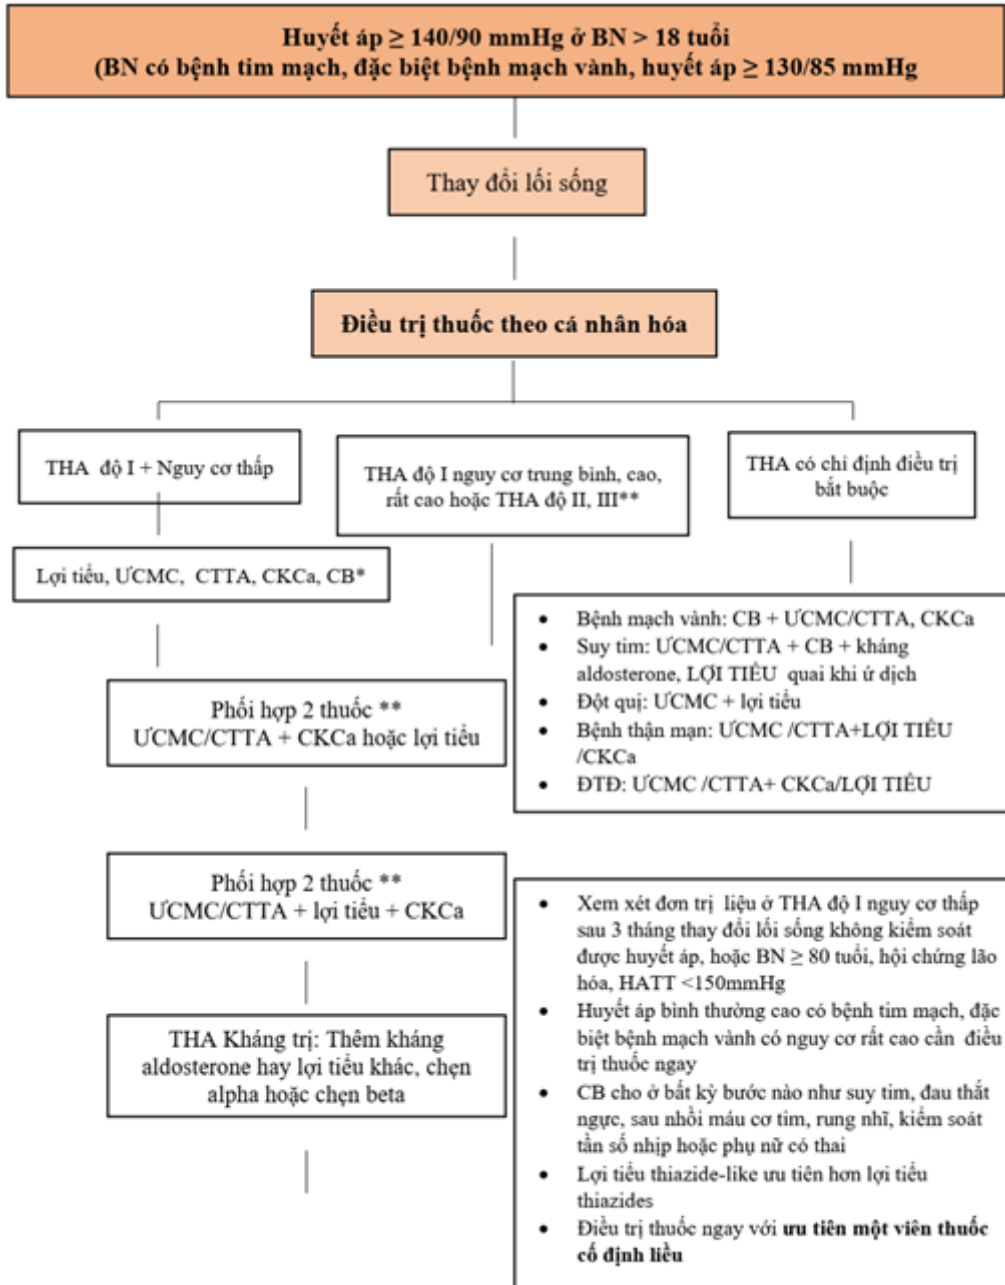 Huyết áp ≥ 140/90 mmHg ở BN > 18 tuổi
(BN có bệnh tim mạch, đặc biệt bệnh mạch vành, huyết áp ≥ 130/85 mmHg
Thay đổi lối sống
Điều trị thuốc theo cá nhân hóa
THA độ I + Nguy cơ thấp
THA độ I nguy cơ trung bình, cao,
rất cao hoặc THA độ II, III**
THA có chỉ định điều trị
bắt buộc
Lợi tiểu, ƯCMC, CTTA, CKCa, CB*
Phối hợp 2 thuốc **
ƯCMC/CTTA + CKCa hoặc lợi tiểu
Phối hợp 2 thuốc **
ƯCMC/CTTA + lợi tiểu + CKCa
THA Kháng trị: Thêm kháng
aldosterone hay lợi tiểu khác, chẹn
alpha hoặc chẹn beta
• Bệnh mạch vành: CB + ƯCMC/CTTA, CKCa
• Suy tim: ƯCMC/CTTA + CB + kháng
aldosterone, LỢI TIỂU quai khi ứ dịch
• Đột quị: ƯCMC + lợi tiểu
• Bệnh thận mạn: ƯCMC /CTTA+LỢI TIỂU
/CKCa
• ĐTĐ: ƯCMC /CTTA+ CKCa/LỢI TIỂU
• Xem xét đơn trị liệu ở THA độ I nguy cơ thấp
sau 3 tháng thay đổi lối sống không kiểm soát
được huyết áp, hoặc BN ≥ 80 tuổi, hội chứng lão
hóa, HATT <150mmHg
• Huyết áp bình thường cao có bệnh tim mạch, đặc
biệt bệnh mạch vành có nguy cơ rất cao cần điều
trị thuốc ngay
• CB cho ở bất kỳ bước nào như suy tim, đau thắt
ngực, sau nhồi máu cơ tim, rung nhĩ, kiểm soát
tần số nhịp hoặc phụ nữ có thai
• Lợi tiểu thiazide-like ưu tiên hơn lợi tiểu
thiazides
• Điều trị thuốc ngay với ưu tiên một viên thuốc
cố định liều